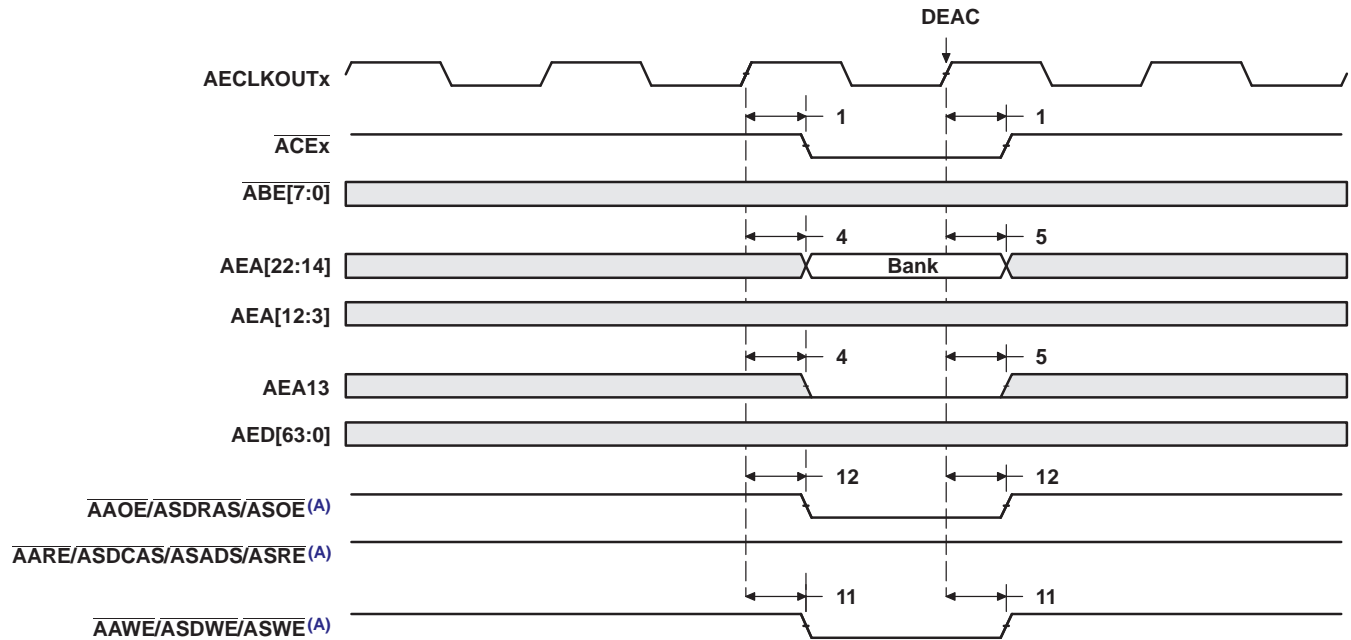 DEAC
AECLKOUTx
1 1
ACEx
ABE[7:0]
4 5
AEA[22:14] Bank
AEA[12:3]
4 5
AEA13
AED[63:0]
12 12
AAOE/ASDRAS/ASOE(A)
AARE/ASDCAS/ASADS/ASRE(A)
11 11
AAWE/ASDWE/ASWE(A)